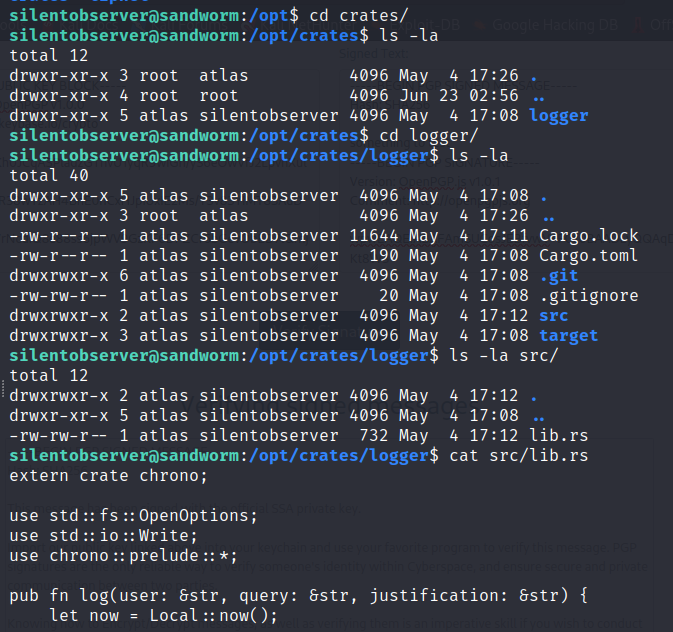 silentobserver@sandworm:/opt$ cd crates/
silentobserver@sandworm:/opt/crates$ ls -la
total 12
drwxr-xr-x 3 root  atlas          4096 May  4 17:26 .
drwxr-xr-x 4 root  root           4096 Jun 23 02:56 ..
drwxr-xr-x 5 atlas silentobserver 4096 May  4 17:08 logger
silentobserver@sandworm:/opt/crates$ cd logger/
silentobserver@sandworm:/opt/crates/logger$ ls -la
total 40
drwxr-xr-x 5 atlas silentobserver  4096 May  4 17:08 .
drwxr-xr-x 3 root  atlas           4096 May  4 17:26 ..
-rw-r--r-- 1 atlas silentobserver 11644 May  4 17:11 Cargo.lock
-rw-r--r-- 1 atlas silentobserver   190 May  4 17:08 Cargo.toml
drwxrwxr-x 6 atlas silentobserver  4096 May  4 17:08 .git
-rw-rw-r-- 1 atlas silentobserver    20 May  4 17:08 .gitignore
drwxrwxr-x 2 atlas silentobserver  4096 May  4 17:12 src
drwxrwxr-x 3 atlas silentobserver  4096 May  4 17:08 target
silentobserver@sandworm:/opt/crates/logger$ ls -la src/
total 12
drwxrwxr-x 2 atlas silentobserver 4096 May  4 17:12 .
drwxr-xr-x 5 atlas silentobserver 4096 May  4 17:08 ..
-rw-rw-r-- 1 atlas silentobserver  732 May  4 17:12 lib.rs
silentobserver@sandworm:/opt/crates/logger$ cat src/lib.rs
extern crate chrono;
use std::fs::OpenOptions;
use std::io::Write;
use chrono::prelude::*;
pub fn log(user: &str, query: &str, justification: &str) {
    let now = Local::now();